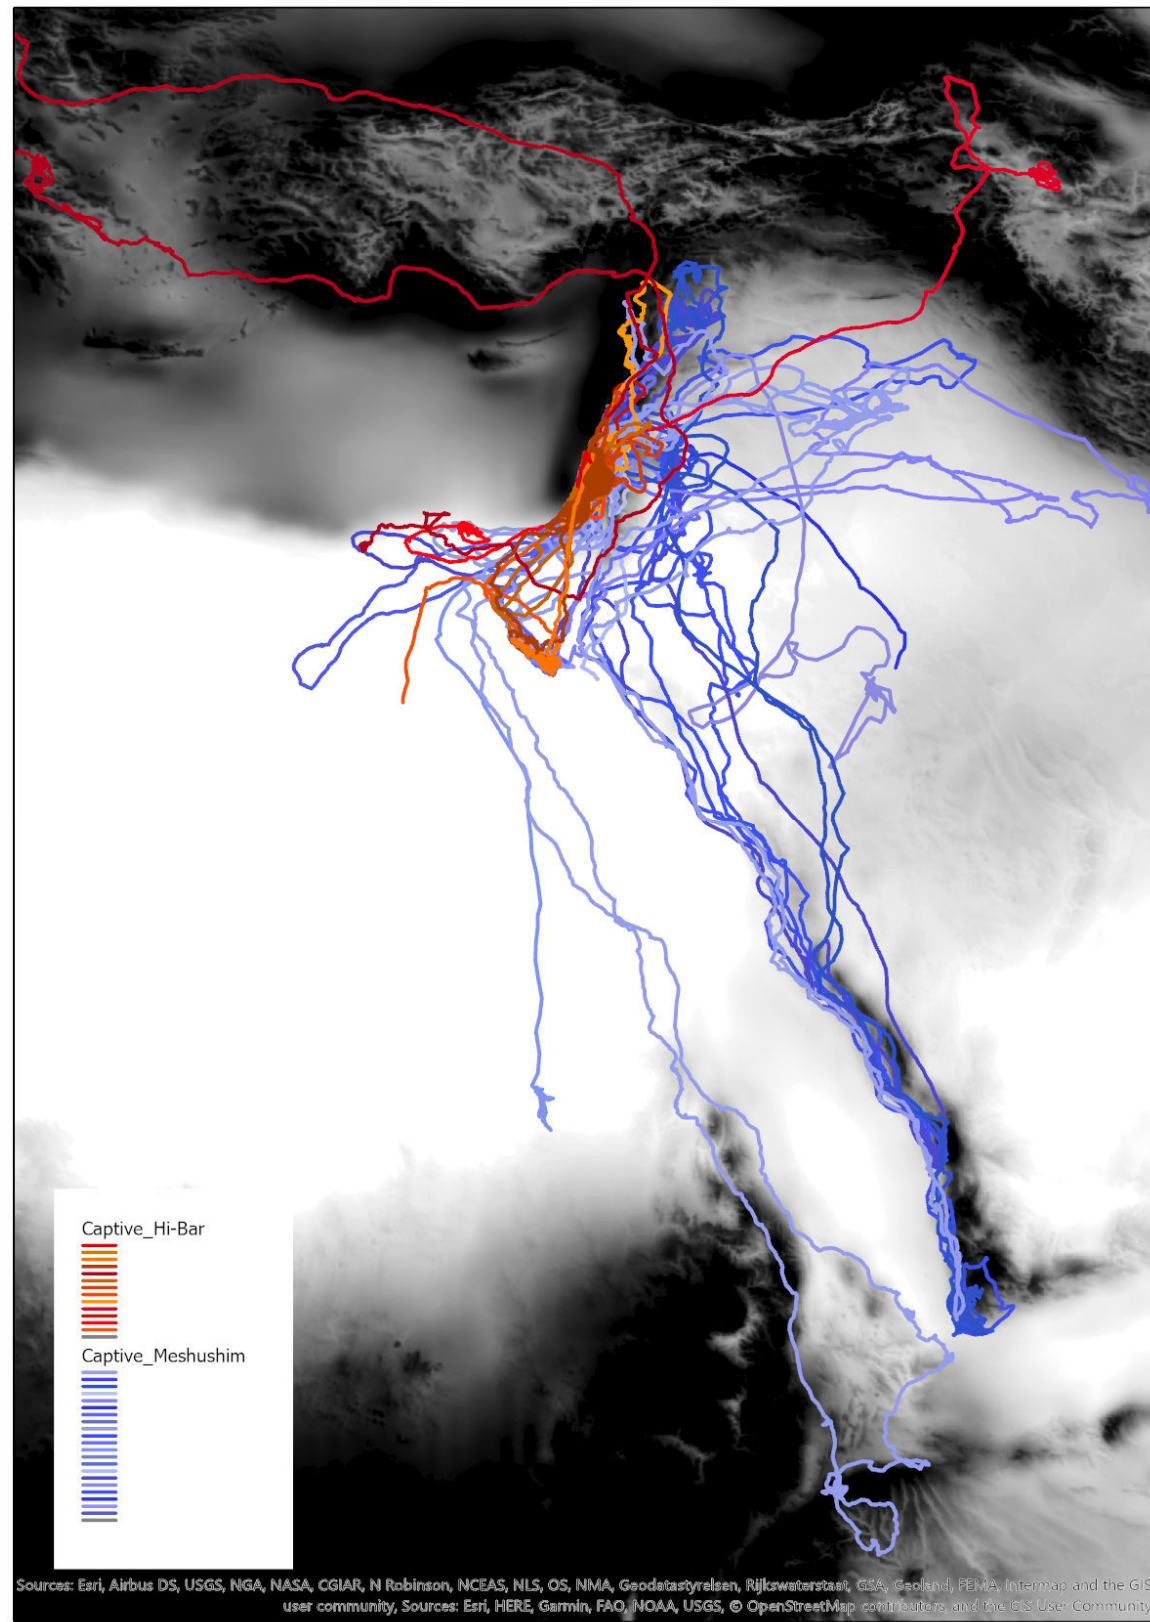 Captive_Hi-Bar
Captive_Meshushim
Sources: Esri, Airbus DS, USGS, NGA, NASA, CGIAR, N Robinson, NCEAS, NLS, OS, NMA, Geodatastyrelsen, Rijkswaterstaat, GSA, Geoland, FEMA, Intermap and the GIS
user community, Sources: Esri, HERE, Garmin, FAO, NOAA, USGS, © OpenStreetMap contributors, and the GIS User Community